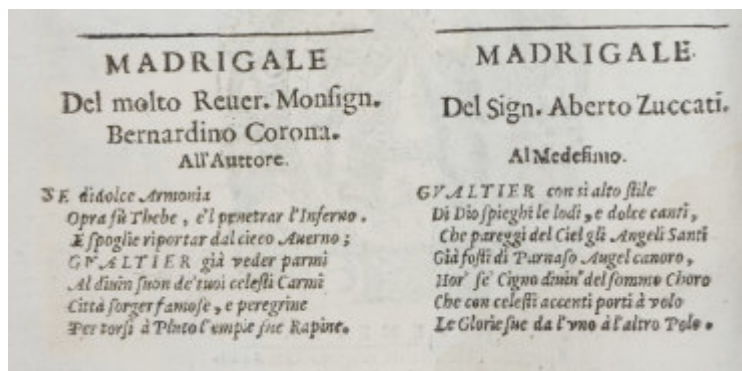 MADRIGALE
Del molto Reuer. Monſign.
Bernardino Corona.
All'Auttore.
SE di dolce Armonia
Opra fù Thebe, e'l penetrar l'Inferno.
E ſpoglie riportar dal cieco Auerno;
GVALTIER già veder parmi
Al diuin ſuon de'tuoi celeſti Carmi
Città ſorger famoſe, e peregrine
Per torſi à Pluto l'empie ſue Rapine.
MADRIGALE.
Del Sign. Aberto Zuccati.
Al Medeſimo.
GVALTIER con sì alto ſtile
Di Dio ſpieghi le lodi, e dolce canti,
Che pareggi del Ciel gli Angeli Santi
Già foſti di Parnaſo Augel canoro,
Hor' ſe' Cigno diuin' del ſommo Choro
Che con celeſti accenti porti à volo
Le Glorie ſue da l'vno à l'altro Polo.